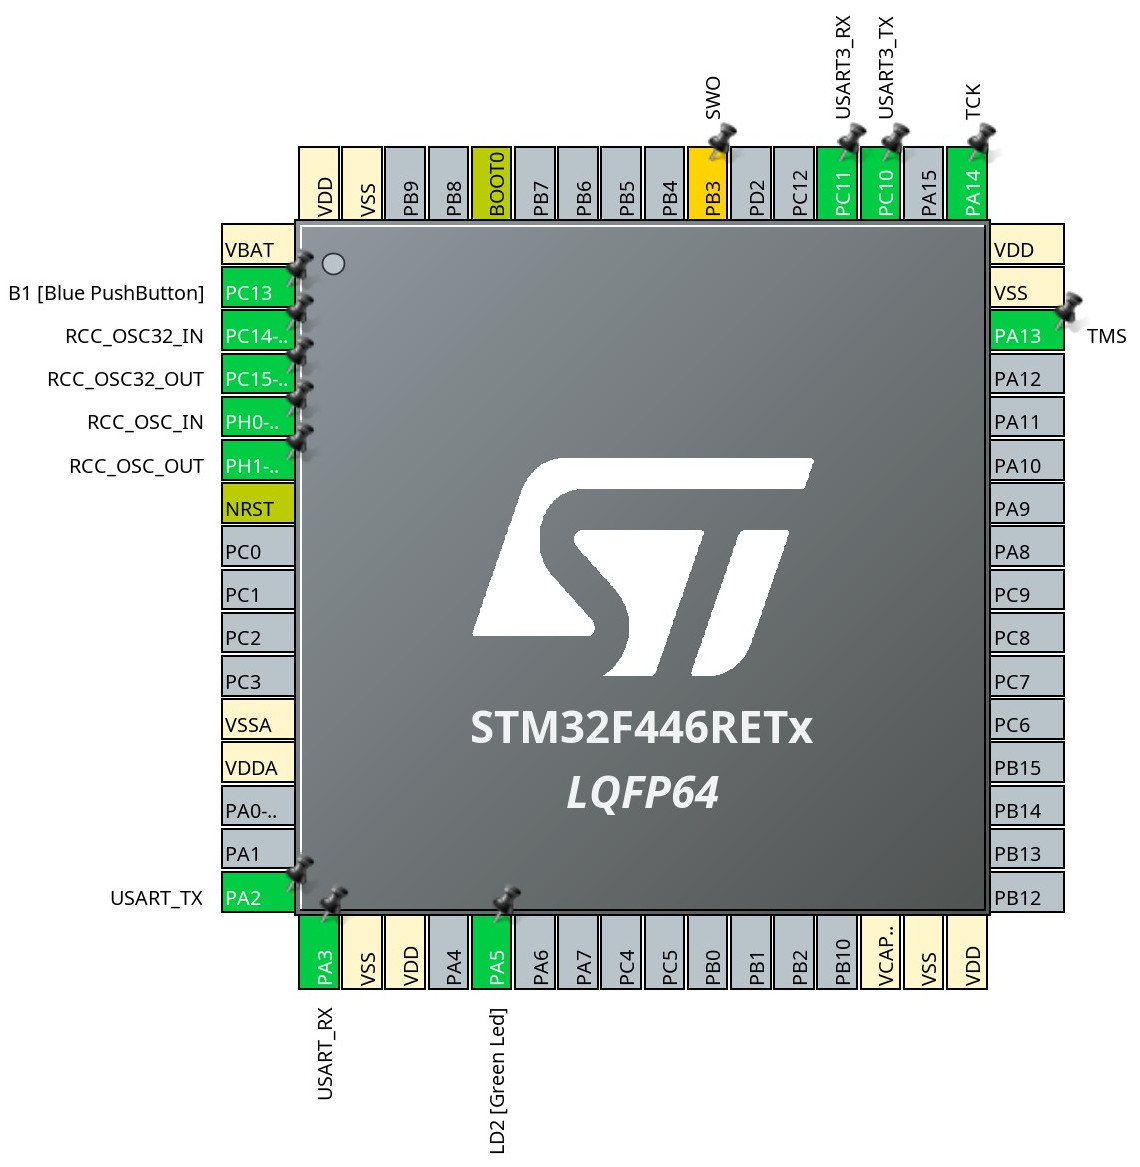 USART3_RX
USART3_TX
SWO
TCK
VDD
VSS
PB9
PB8
BOOT0
PB7
PB6
PB5
PB4
PB3
PD2
PC12
PC11
PC10
PA15
PA14
VBAT
B1 [Blue PushButton]
PC13
RCC_OSC32_IN
PC14-..
RCC_OSC32_OUT
PC15-..
RCC_OSC_IN
PH0-..
RCC_OSC_OUT
PH1-..
NRST
PC0
PC1
PC2
PC3
VSSA
VDDA
PA0-..
PA1
USART_TX
PA2
VDD
VSS
PA13
TMS
PA12
PA11
PA10
PA9
PA8
PC9
PC8
PC7
PC6
PB15
PB14
PB13
PB12
ST
STM32F446RETx
LQFP64
PA3
VSS
VDD
PA4
PA5
PA6
PA7
PC4
PC5
PB0
PB1
PB2
PB10
VCAP..
VSS
VDD
USART_RX
LD2 [Green Led]